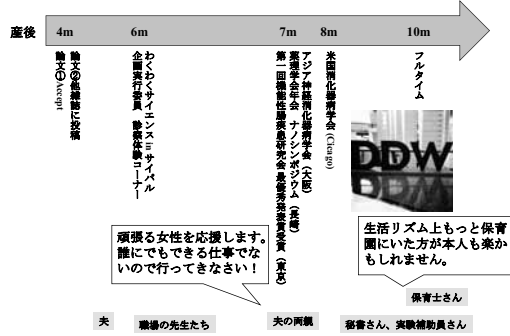 産後
4m
6m
7m
8m
10m
論文②他雑誌に投稿
論文①Accept
わくわくサイエンス in サイパル
企画実行委員 診察体験コーナー
アジア神経消化器病学会（大阪）
薬理学会年会 ナノシンポジウム（長崎）
第一回機能性腸疾患研究会 最優秀発表賞受賞（東京）
米国消化器病学会(Cicago)
フルタイム
DDW
頑張る女性を応援します。
誰にでもできる仕事でな
いので行ってきなさい！
生活リズム上もっと保育
園にいた方が本人も楽か
もしれません。
保育士さん
夫
職場の先生たち
夫の両親
秘書さん、実験補助員さん